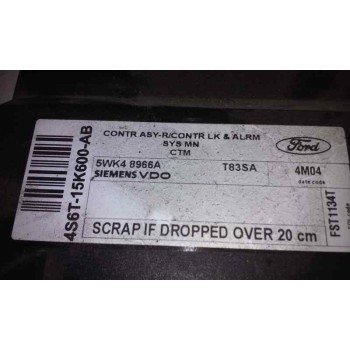 CONTR ASY-R/CONTR LK & ALRM
SYS MN
CTM
Ford
4S6T-15K600-AB
5WK4 8966A
T83SA
4M04
SIEMENS VDO
date code
SCRAP IF DROPPED OVER 20 cm
FST1134T